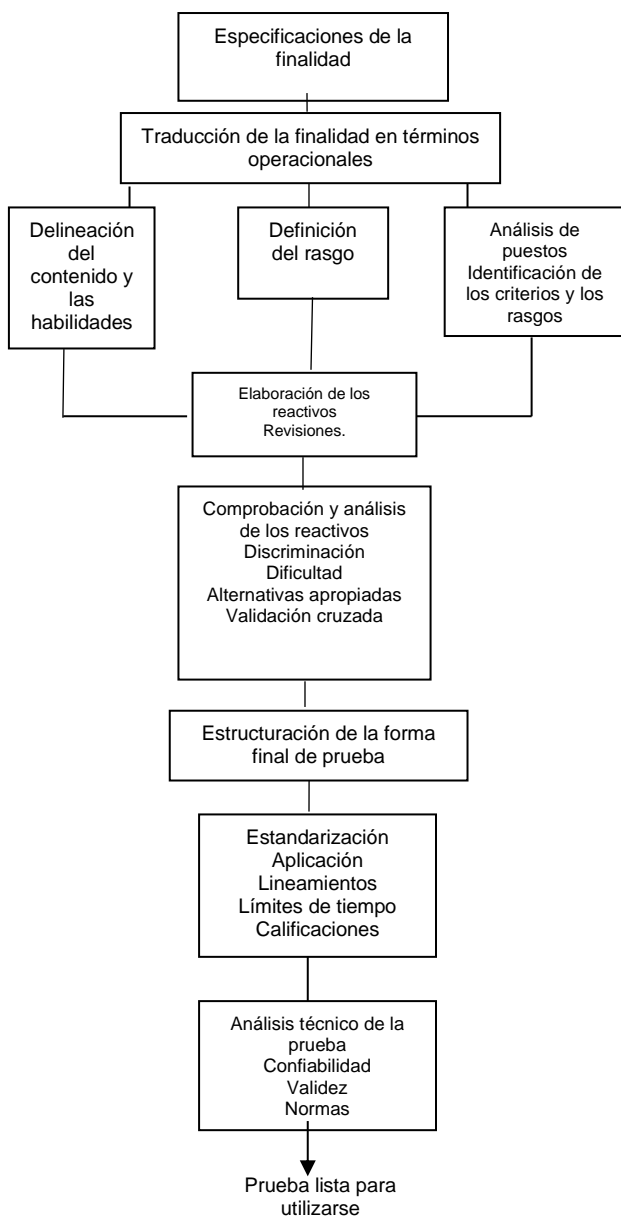 Especificaciones de la
finalidad
Traducción de la finalidad en términos
operacionales
Delineación
del
contenido y
las
habilidades
Definición
del rasgo
Análisis de
puestos
Identificación de
los criterios y los
rasgos
Elaboración de los
reactivos
Revisiones.
Comprobación y análisis
de los reactivos
Discriminación
Dificultad
Alternativas apropiadas
Validación cruzada
Estructuración de la forma
final de prueba
Estandarización
Aplicación
Lineamientos
Límites de tiempo
Calificaciones
Análisis técnico de la
prueba
Confiabilidad
Validez
Normas
Prueba lista para
utilizarse